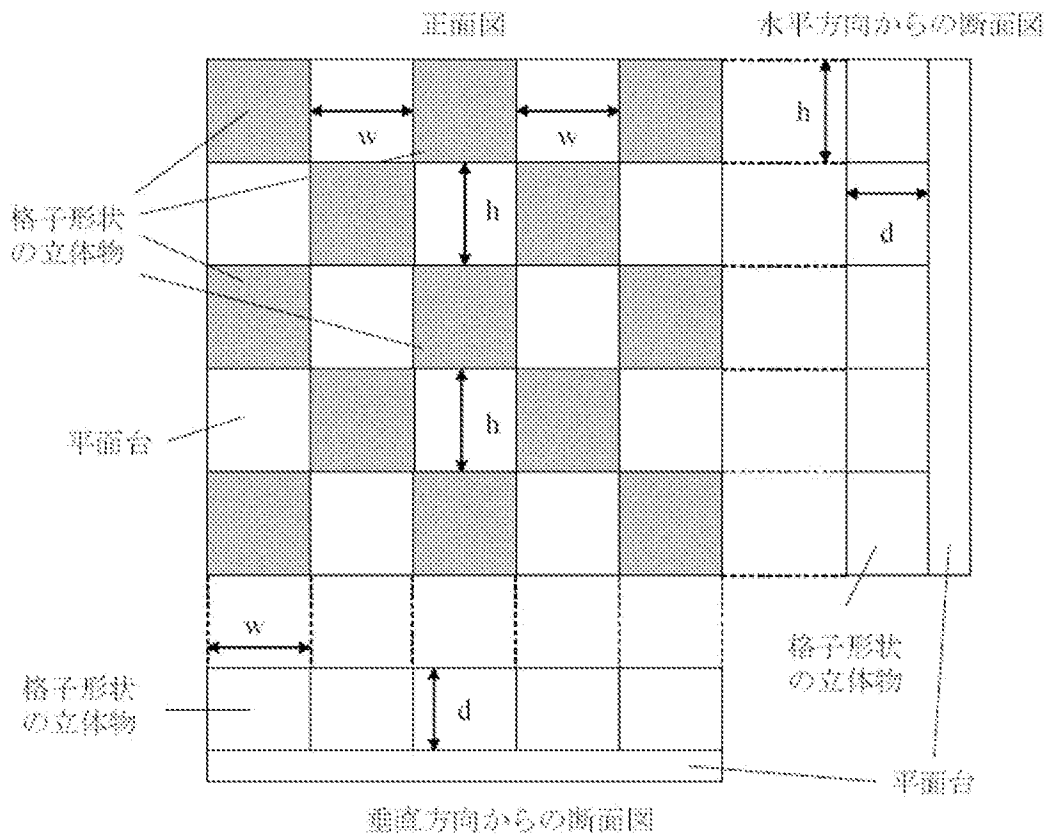 正面図
水平方向からの断面図
w
w
h
h
d
格子形状
の立体物
h
平面台
w
格子形状
の立体物
d
格子形状
の立体物
平面台
垂直方向からの断面図